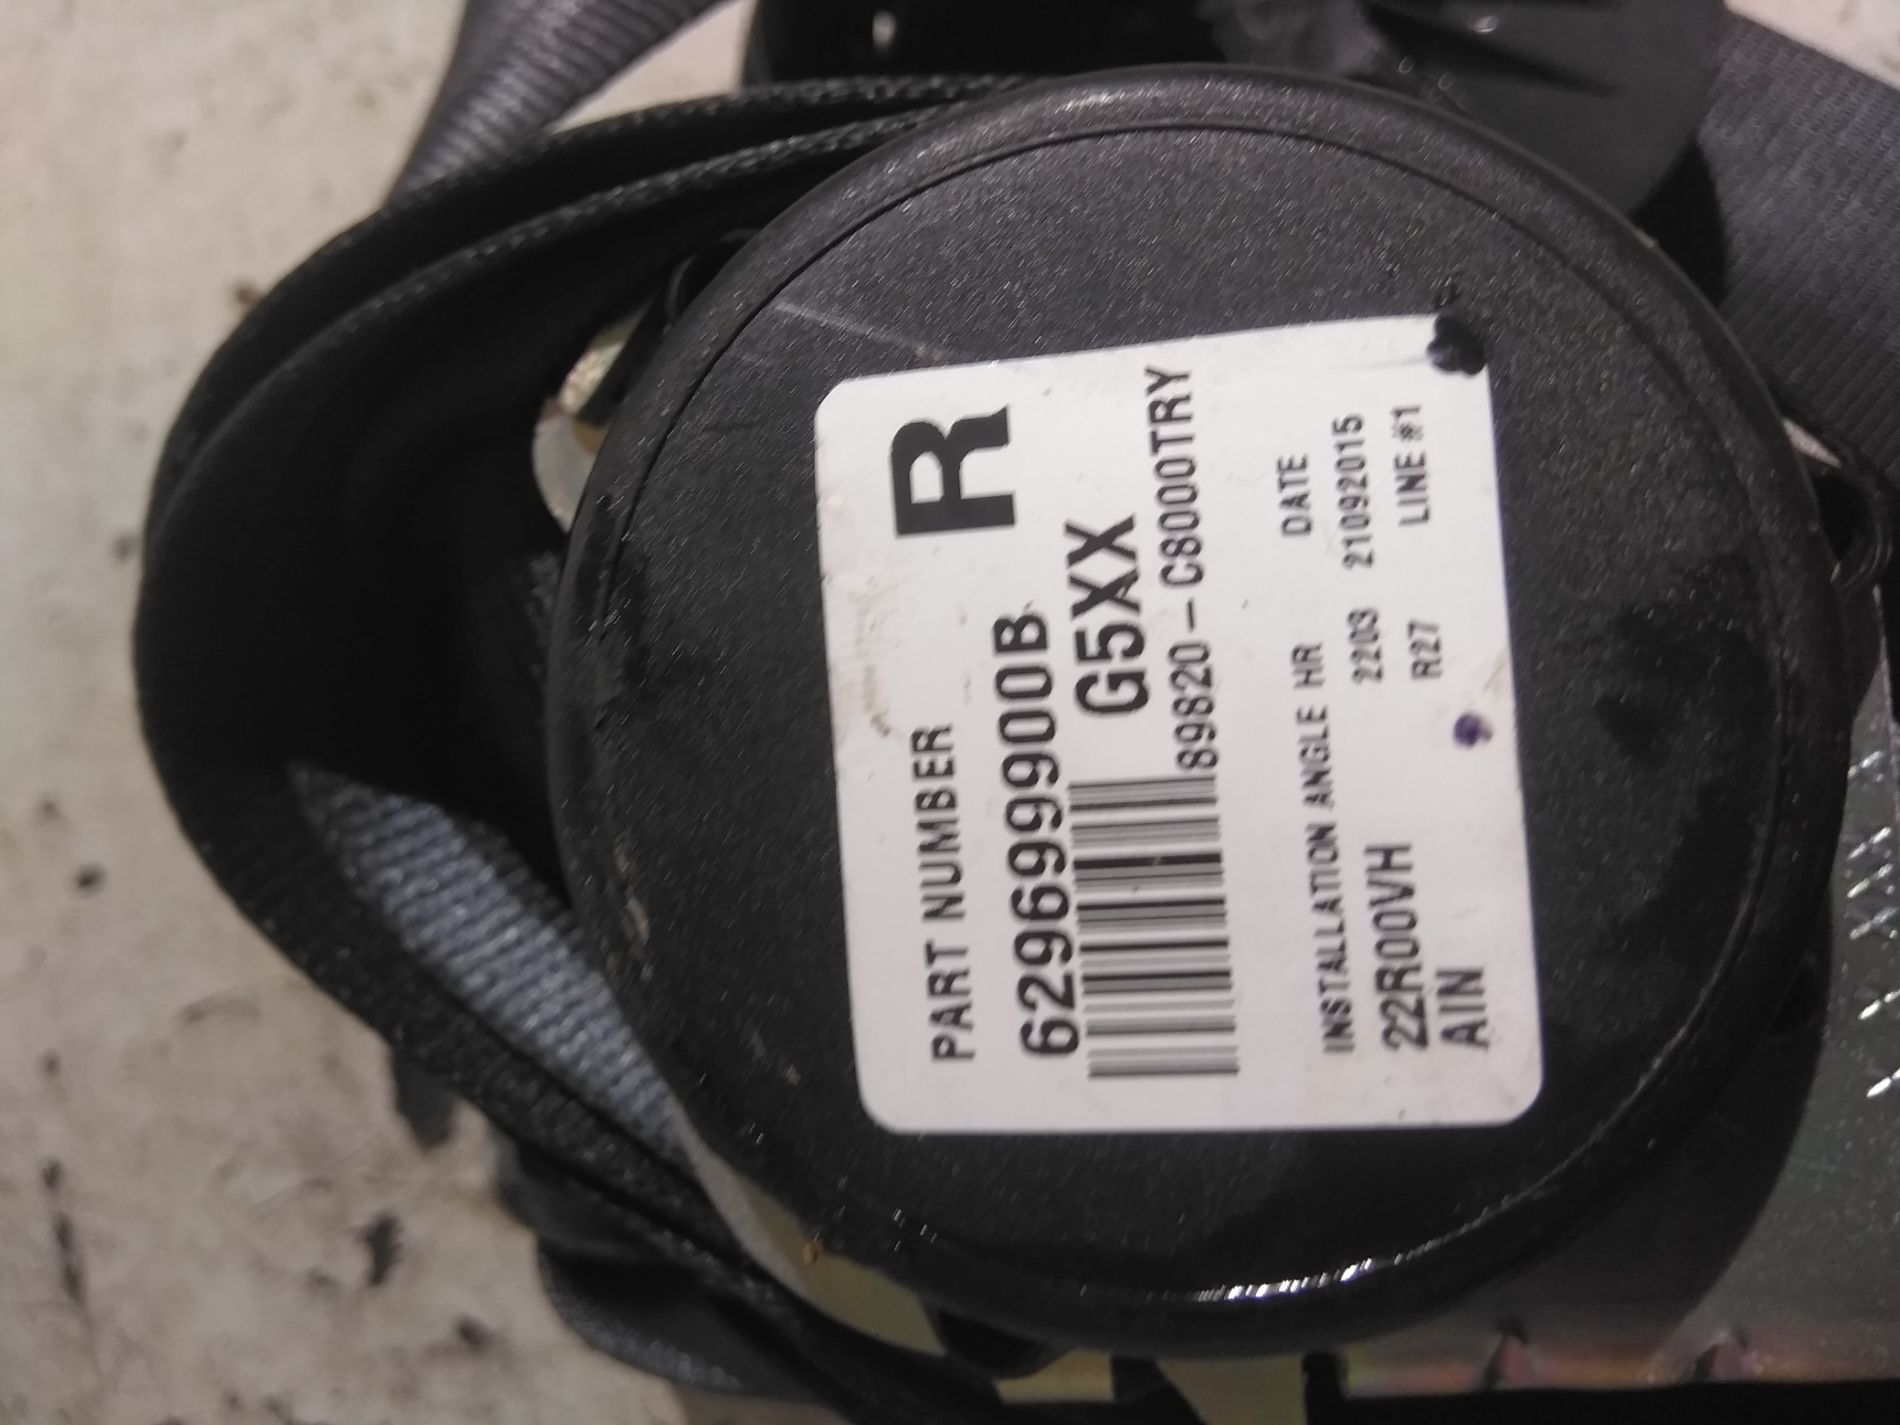 R
PART NUMBER
629699900B
G5XX
89820-C8000TRY
INSTALLATION ANGLE HR DATE
22R00VH 2203 21092015
AIN R27 LINE #1